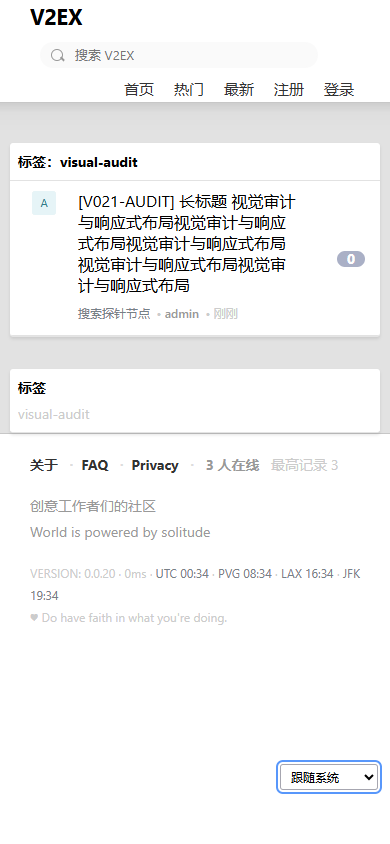 V2EX
搜索 V2EX
首页 热门 最新 注册 登录
标签：visual-audit
A
[V021-AUDIT] 长标题 视觉审计
与响应式布局视觉审计与响应
式布局视觉审计与响应式布局
视觉审计与响应式布局视觉审
计与响应式布局
0
搜索探针节点 • admin • 刚刚
标签
visual-audit
关于 · FAQ · Privacy · 3 人在线 最高记录 3
创意工作者们的社区
World is powered by solitude
VERSION: 0.0.20 · 0ms · UTC 00:34 · PVG 08:34 · LAX 16:34 · JFK
19:34
♥ Do have faith in what you're doing.
跟随系统